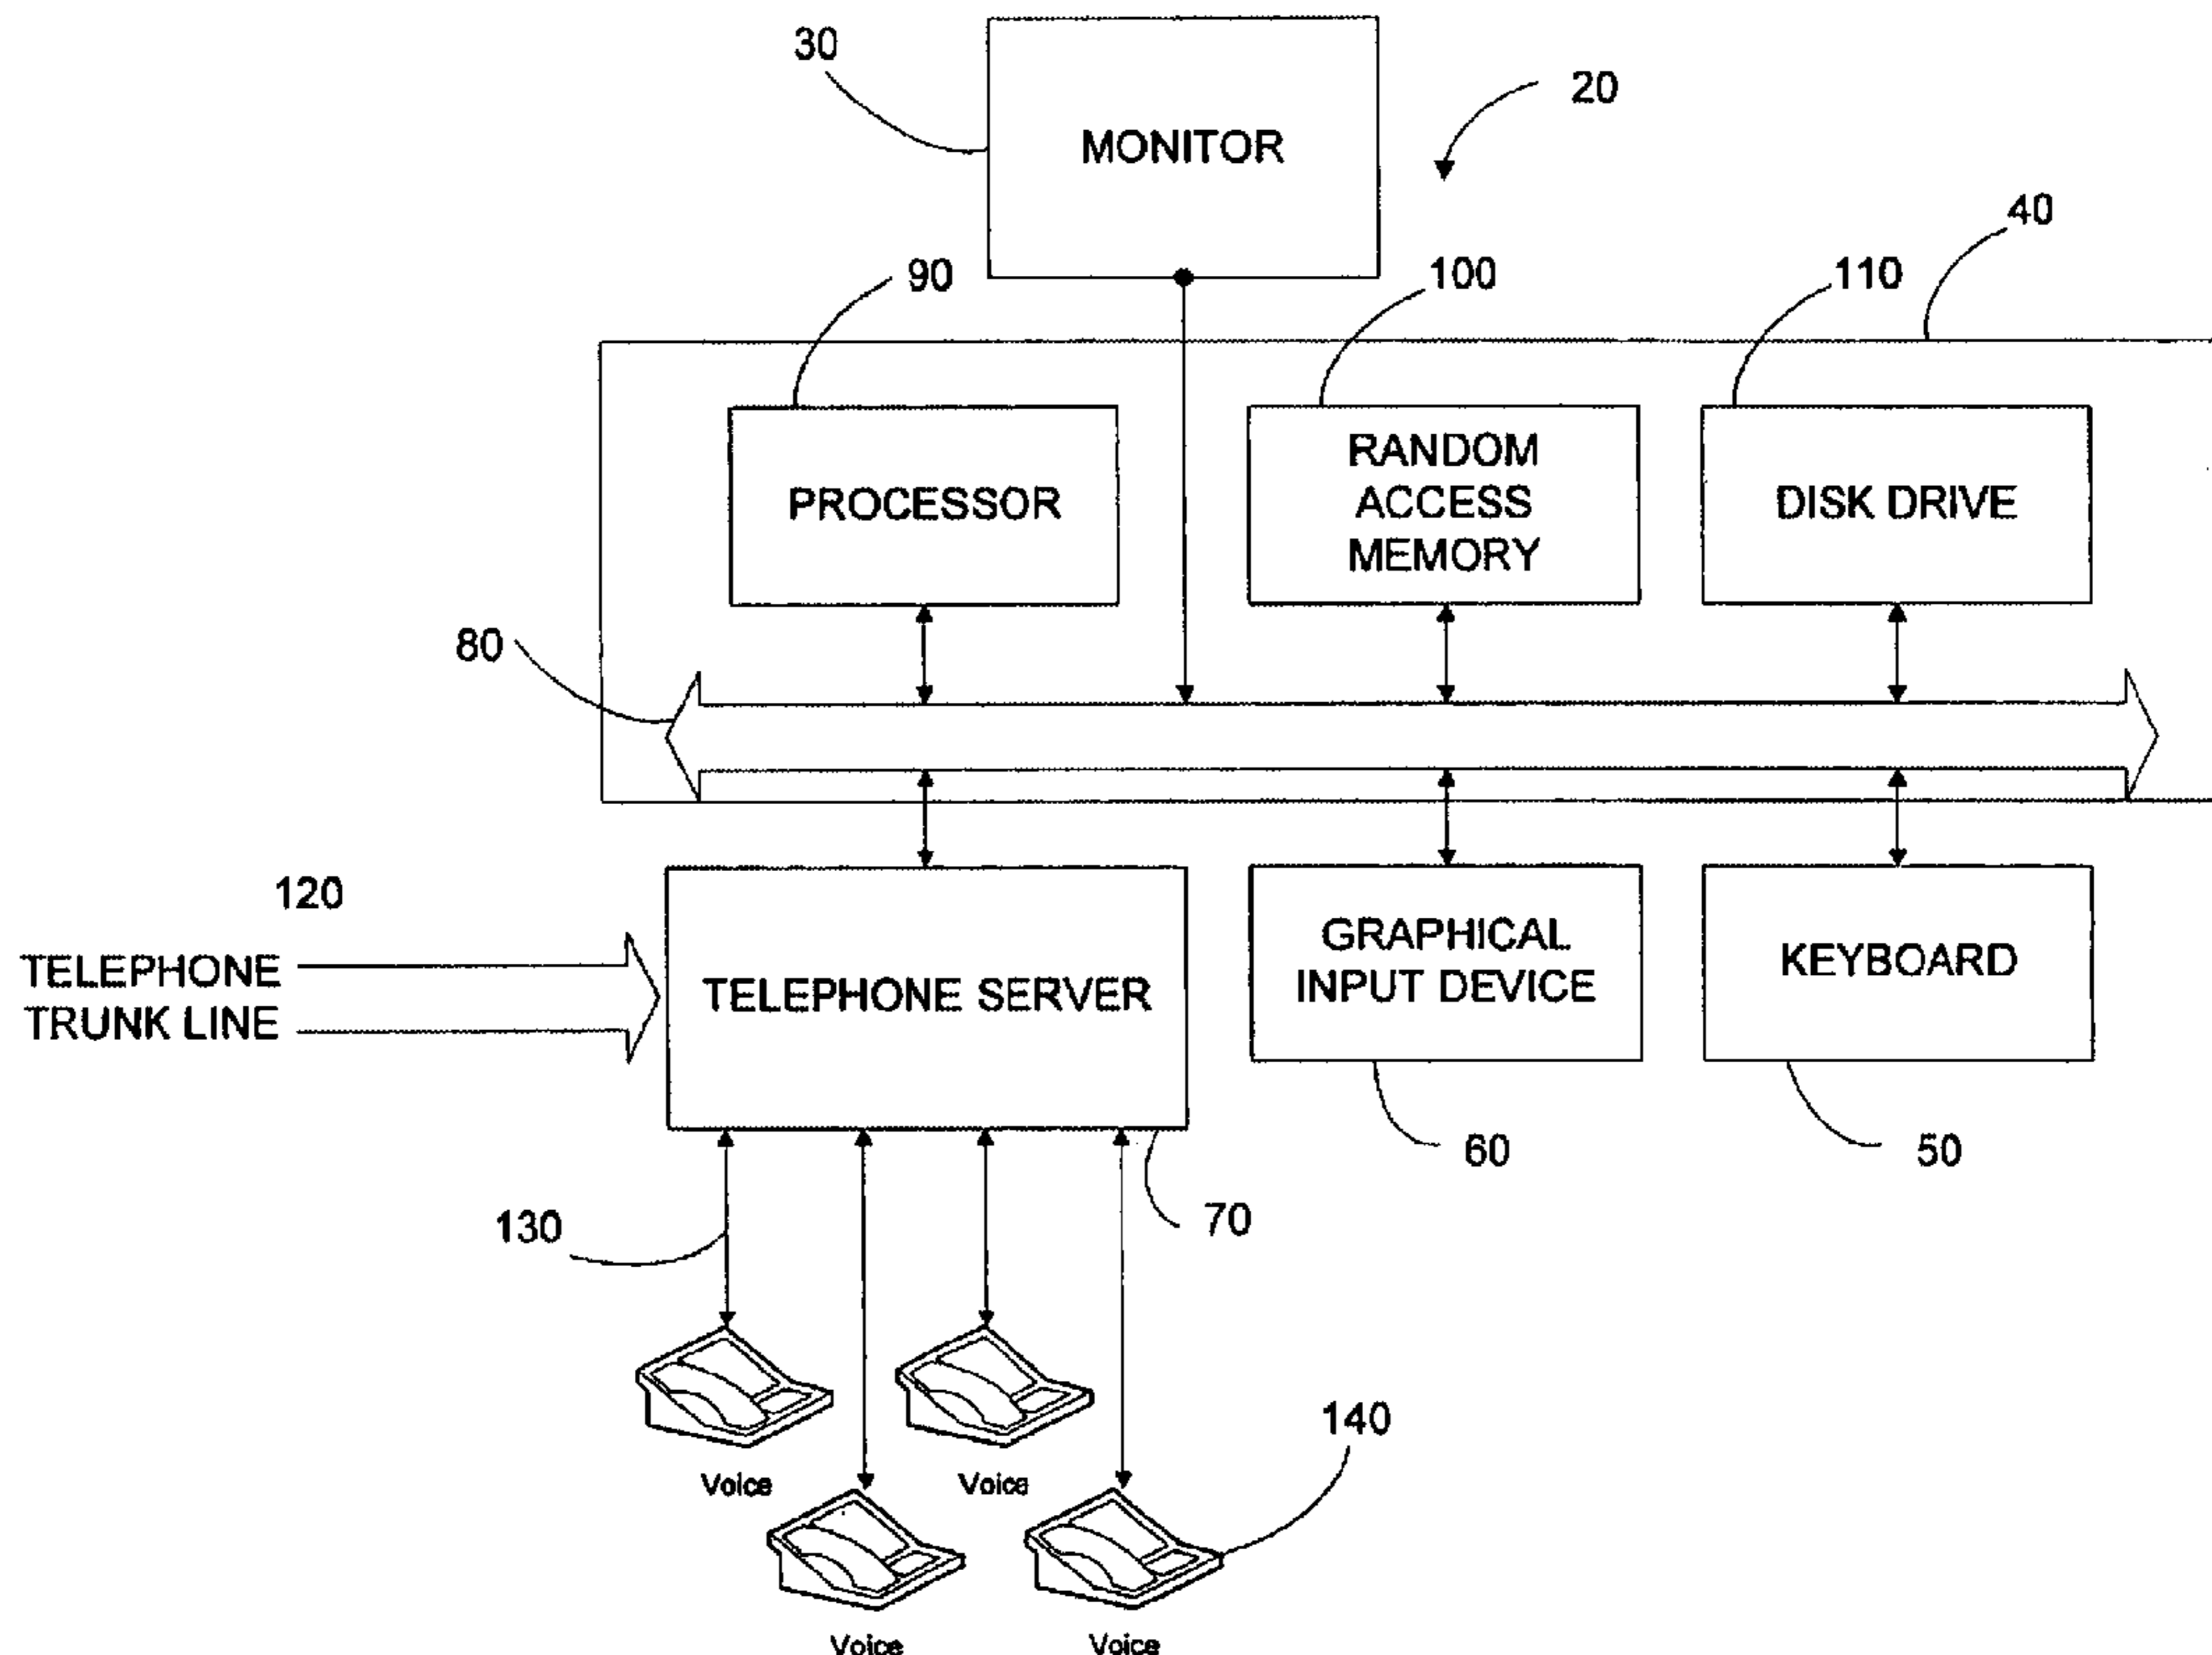 30
MONITOR
20
40
90
100
110
PROCESSOR
RANDOM
ACCESS
MEMORY
DISK DRIVE
80
120
TELEPHONE
TRUNK LINE
TELEPHONE SERVER
GRAPHICAL
INPUT DEVICE
KEYBOARD
60
50
130
70
140
Voice
Voice
Voice
Voice